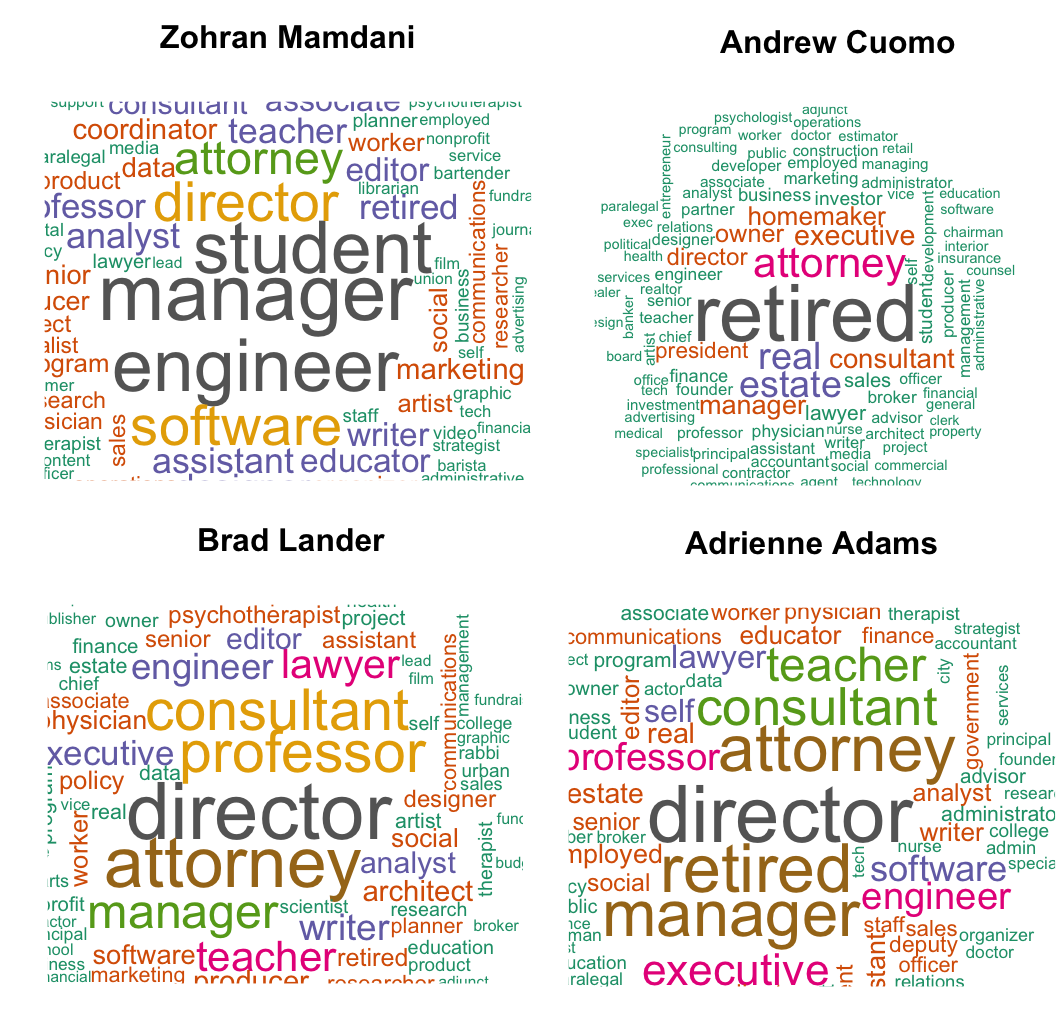 Zohran Mamdani
support consultant associate psychotherapist
coordinator teacher planner employed
media attorney worker nonprofit
aralegal data editor service
product librarian bartender
ofessor director retired fundra
tal analyst student communications journa
cy lawyer lead film
nior manager union
ucer social business researcher advertising
ect
alist engineer self
ogram marketing
mer graphic
search artist tech
sician sales software staff writer video financia
erapist strategist
ontent assistant educator barista
ficer administrative
Andrew Cuomo
adjunct
psychologist operations
program worker doctor estimator
entrepreneur consulting public construction retail
developer employed managing
associate marketing administrator
analyst business investor vice education
paralegal partner homemaker software
exec relations owner executive development chairman
political designer interior
health director attorney self insurance
services engineer counsel
ealer realtor
senior retired student producer management administrative
esign banker teacher
artist chief
board president real consultant
office finance estate sales officer
tech founder broker financial
investment manager lawyer general
advertising advisor clerk
medical professor physician nurse architect property
writer
specialist principal assistant media project
accountant social commercial
professional contractor
communications agent technology
Brad Lander
health
blisher owner psychotherapist project
finance senior editor assistant management
ns estate engineer lawyer lead communications
chief film
ssociate consultant fundrai
physician self college
graphic
xecutive professor rabbi
policy data urban
sales
vice real director designer
program worker artist func
social
attorney analyst therapist budg
arts architect
profit manager scientist research
ctor writer planner broker
ncipal
ool software teacher retired education
ness product
nancial marketing producer researcher adjunct
Adrienne Adams
associate worker physician therapist
communications educator finance strategist
accountant
ect program lawyer teacher city
owner editor actor data government services
ness self consultant
udent real principal
professor attorney founder
advisor
estate analyst resear
senior director administrato
ber broker writer college
nurse admin
mployed retired tech software specia
cy social engineer
blic manager
nce staff sales organizer
man deputy doctor
st
ucation executive stant officer
ralegal ent relations